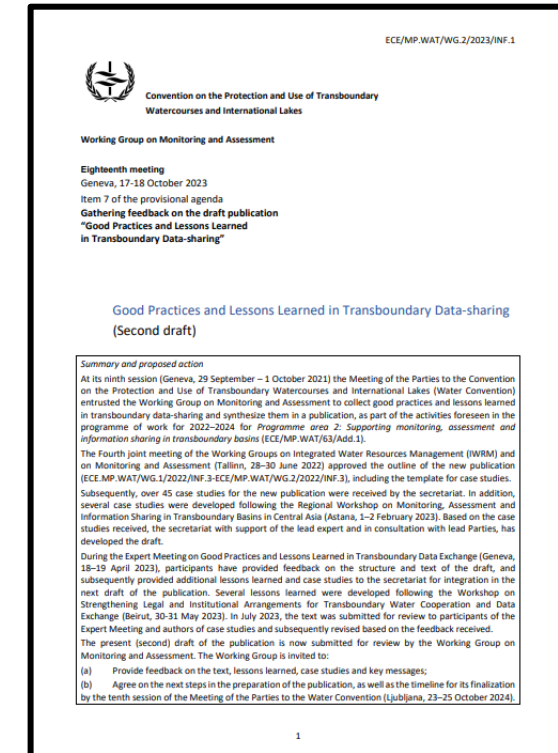 ECE/MP.WAT/WG.2/2023/INF.1
Convention on the Protection and Use of Transboundary
Watercourses and International Lakes
Working Group on Monitoring and Assessment
Eighteenth meeting
Geneva, 17-18 October 2023
Item 7 of the provisional agenda
Gathering feedback on the draft publication
“Good Practices and Lessons Learned
in Transboundary Data-sharing”
Good Practices and Lessons Learned in Transboundary Data-sharing
(Second draft)
Summary and proposed action
At its ninth session (Geneva, 29 September – 1 October 2021) the Meeting of the Parties to the Convention
on the Protection and Use of Transboundary Watercourses and International Lakes (Water Convention)
entrusted the Working Group on Monitoring and Assessment to collect good practices and lessons learned
in transboundary data-sharing and synthesize them in a publication, as part of the activities foreseen in the
programme of work for 2022–2024 for Programme area 2: Supporting monitoring, assessment and
information sharing in transboundary basins (ECE/MP.WAT/63/Add.1).
The Fourth joint meeting of the Working Groups on Integrated Water Resources Management (IWRM) and
on Monitoring and Assessment (Tallinn, 28–30 June 2022) approved the outline of the new publication
(ECE.MP.WAT/WG.1/2022/INF.3-ECE/MP.WAT/WG.2/2022/INF.3), including the template for case studies.
Subsequently, over 45 case studies for the new publication were received by the secretariat. In addition,
several case studies were developed following the Regional Workshop on Monitoring, Assessment and
Information Sharing in Transboundary Basins in Central Asia (Astana, 1–2 February 2023). Based on the case
studies received, the secretariat with support of the lead expert and in consultation with lead Parties, has
developed the draft.
During the Expert Meeting on Good Practices and Lessons Learned in Transboundary Data Exchange (Geneva,
18–19 April 2023), participants have provided feedback on the structure and text of the draft, and
subsequently provided additional lessons learned and case studies to the secretariat for integration in the
next draft of the publication. Several lessons learned were developed following the Workshop on
Strengthening Legal and Institutional Arrangements for Transboundary Water Cooperation and Data
Exchange (Beirut, 30-31 May 2023). In July 2023, the text was submitted for review to participants of the
Expert Meeting and authors of case studies and subsequently revised based on the feedback received.
The present (second) draft of the publication is now submitted for review by the Working Group on
Monitoring and Assessment. The Working Group is invited to:
(a) Provide feedback on the text, lessons learned, case studies and key messages;
(b) Agree on the next steps in the preparation of the publication, as well as the timeline for its finalization
by the tenth session of the Meeting of the Parties to the Water Convention (Ljubljana, 23–25 October 2024).
1